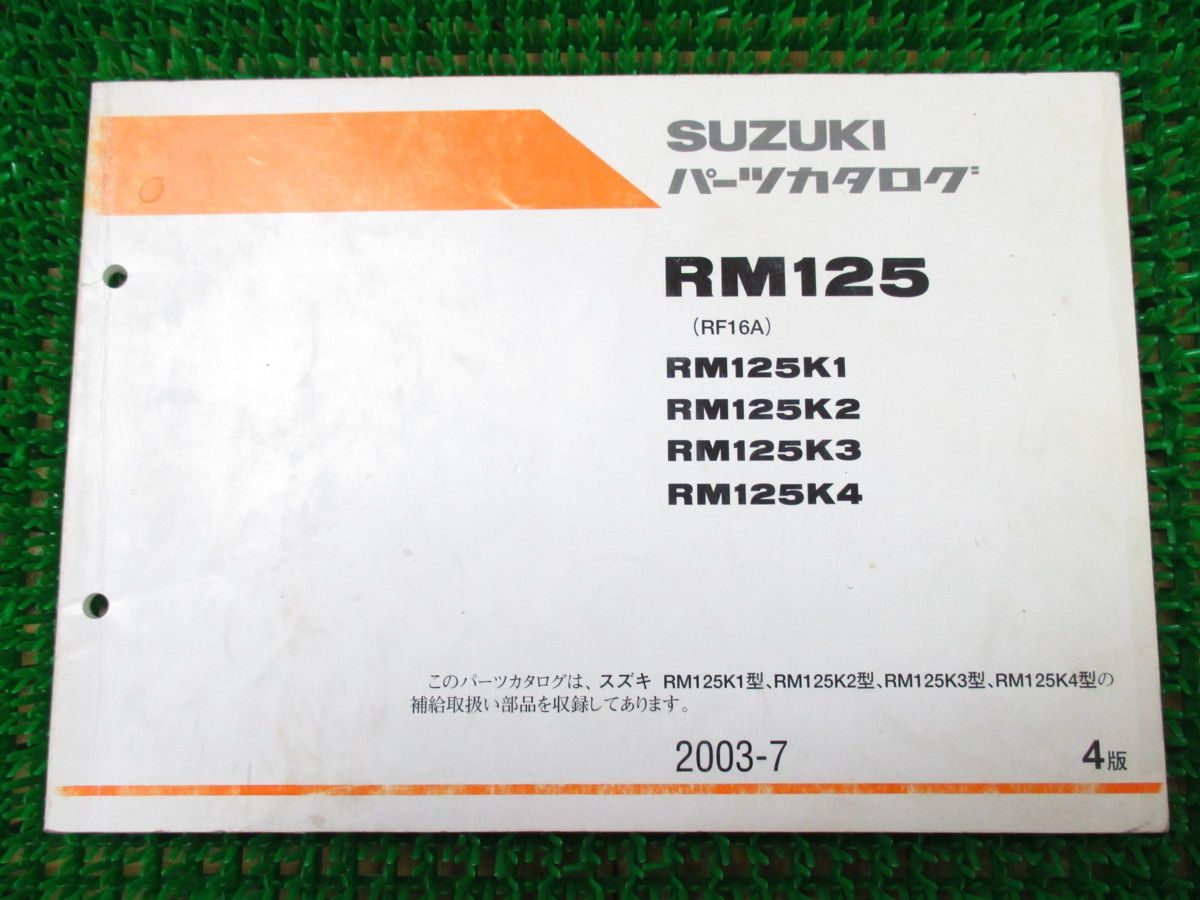 SUZUKI
パーツカタログ
RM125
(RF16A)
RM125K1
RM125K2
RM125K3
RM125K4
このパーツカタログは、スズキ RM125K1型、RM125K2型、RM125K3型、RM125K4型の
補給取扱い部品を収録してあります。
2003-7 4版